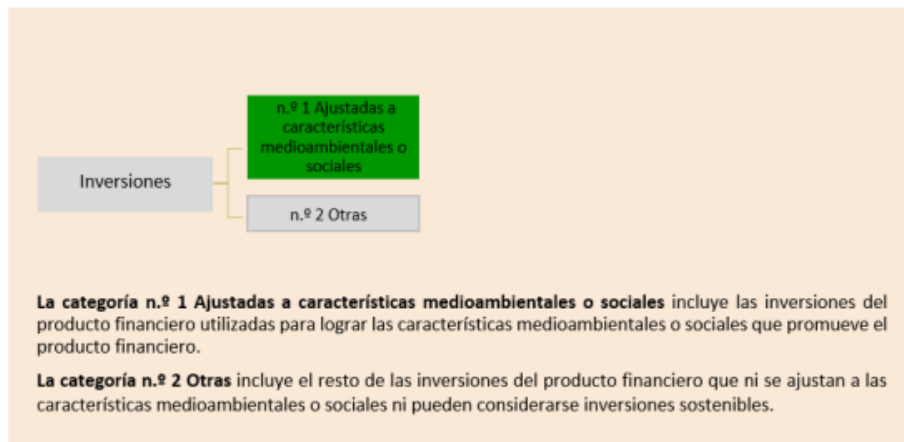 n.º 1 Ajustadas a
características
medioambientales o
sociales
Inversiones
n.º 2 Otras
La categoría n.º 1 Ajustadas a características medioambientales o sociales incluye las inversiones del
producto financiero utilizadas para lograr las características medioambientales o sociales que promueve el
producto financiero.
La categoría n.º 2 Otras incluye el resto de las inversiones del producto financiero que ni se ajustan a las
características medioambientales o sociales ni pueden considerarse inversiones sostenibles.